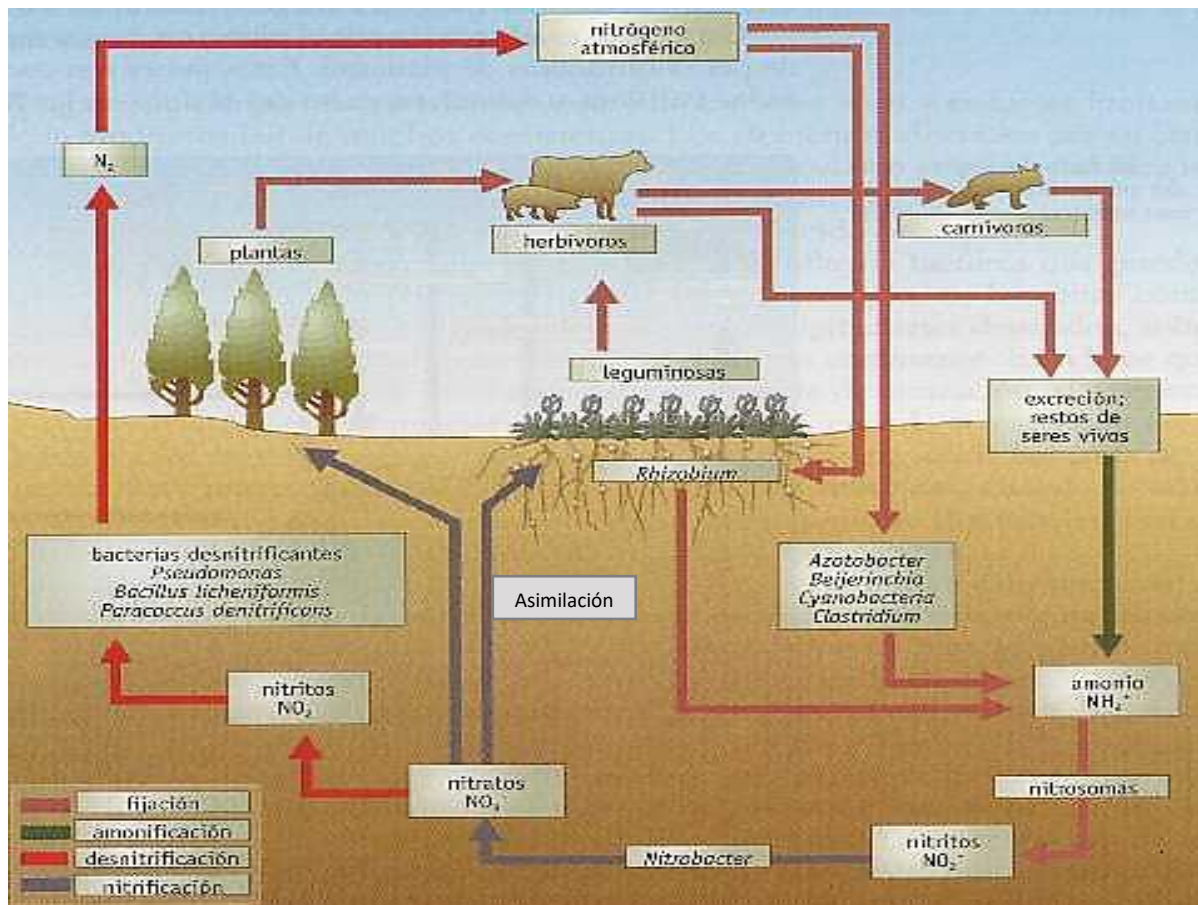 nitrógeno
atmosférico
N₂
plantas
herbívoros
carnívoros
leguminosas
excreción;
restos de
seres vivos
Rhizobium
bacterias desnitrificantes
Pseudomonas
Bacillus licheniformis
Paracoccus denitrificans
Asimilación
Azotobacter
Beijerinchia
Cyanobacteria
Clostridium
nitritos
NO₂⁻
amonio
NH₄⁺
nitratos
NO₃⁻
nitrosomas
Nitrobacter
nitritos
NO₂⁻
fijación
amonificación
desnitrificación
nitrificación